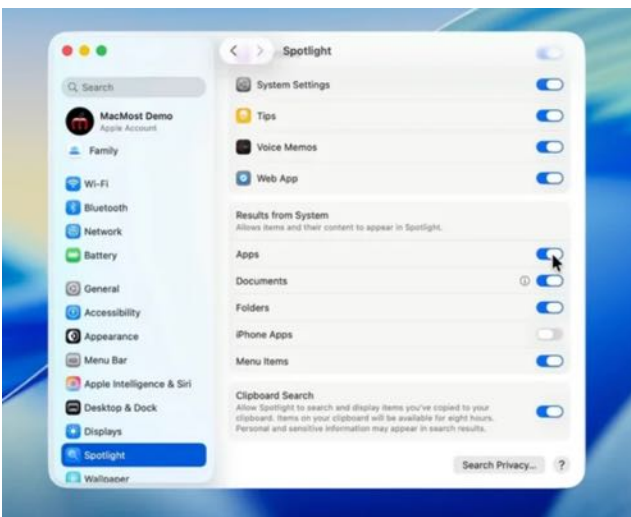 Spotlight
Search
MacMost Demo
Apple Account
Family
Wi-Fi
Bluetooth
Network
Battery
General
Accessibility
Appearance
Menu Bar
Apple Intelligence & Siri
Desktop & Dock
Displays
Spotlight
Wallpaper
System Settings
Tips
Voice Memos
Web App
Results from System
Allows items and their content to appear in Spotlight.
Apps
Documents
Folders
iPhone Apps
Menu Items
Clipboard Search
Allow Spotlight to search and display items you've copied to your
clipboard. Items on your clipboard will be available for eight hours.
Personal and sensitive information may appear in search results.
Search Privacy... ?